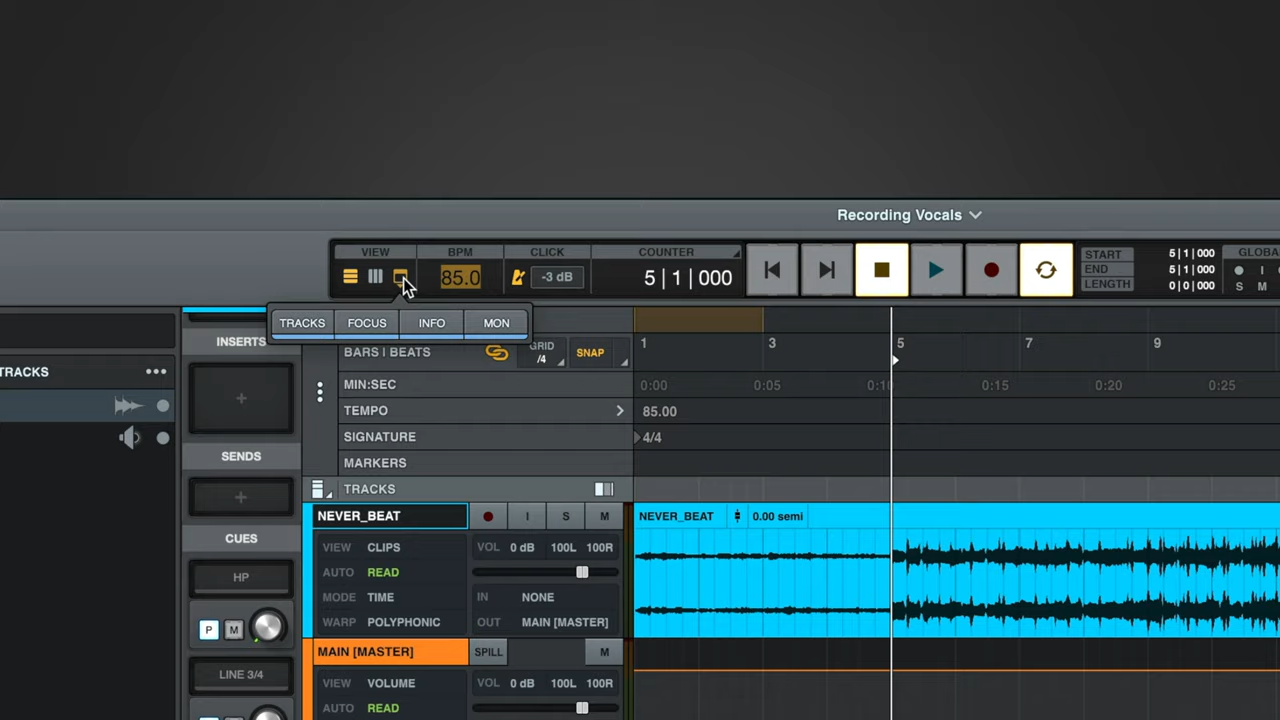 Recording Vocals
VIEW BPM CLICK COUNTER
85.0 -3 dB 5|1|000
START 5|1|000
END 5|1|000
LENGTH 0|0|000
GLOBA
I
S M
TRACKS FOCUS INFO MON
INSERTS
TRACKS •••
+
SENDS
+
CUES
HP
P M
LINE 3/4
BARS | BEATS GRID /4 SNAP 1 3 5 7 9
MIN:SEC 0:00 0:05 0:10 0:15 0:20 0:25
TEMPO 85.00
SIGNATURE 4/4
MARKERS
TRACKS
NEVER_BEAT I S M NEVER_BEAT 0.00 semi
VIEW CLIPS VOL 0 dB 100L 100R
AUTO READ
MODE TIME IN NONE
WARP POLYPHONIC OUT MAIN [MASTER]
MAIN [MASTER] SPILL M
VIEW VOLUME VOL 0 dB 100L 100R
AUTO READ